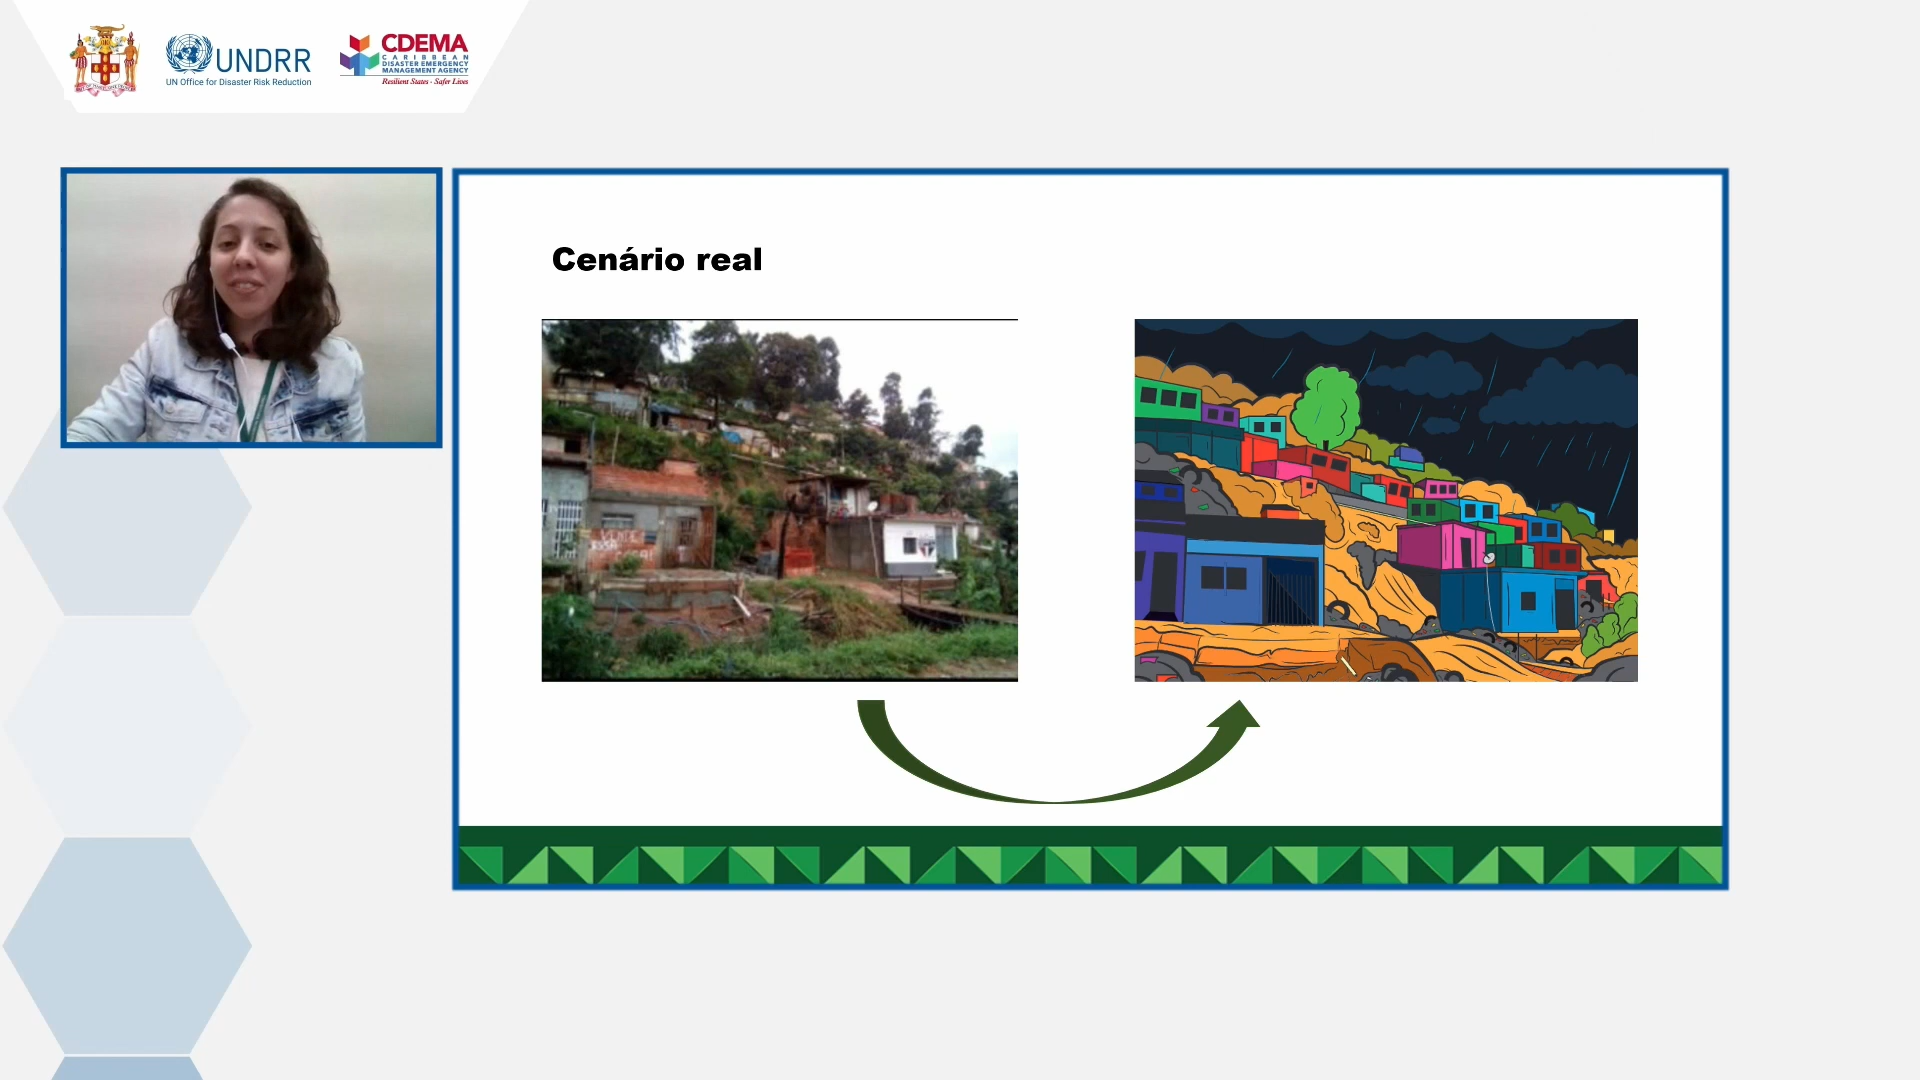 UNDRR
UN Office for Disaster Risk Reduction
CDEMA
CARIBBEAN
DISASTER EMERGENCY
MANAGEMENT AGENCY
Resilient States - Safer Lives
Cenário real
VENDE